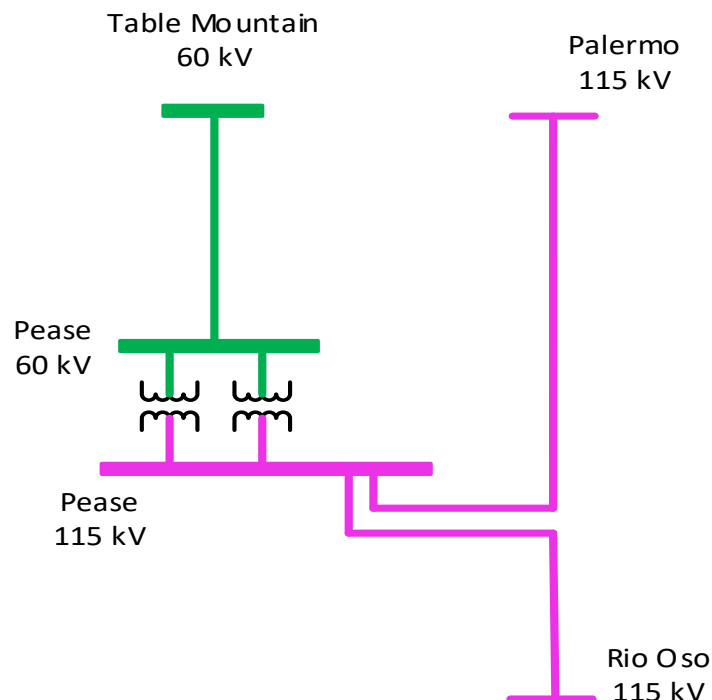 Table Mountain
60 kV
Palermo
115 kV
Pease
60 kV
Pease
115 kV
Rio Oso
115 kV